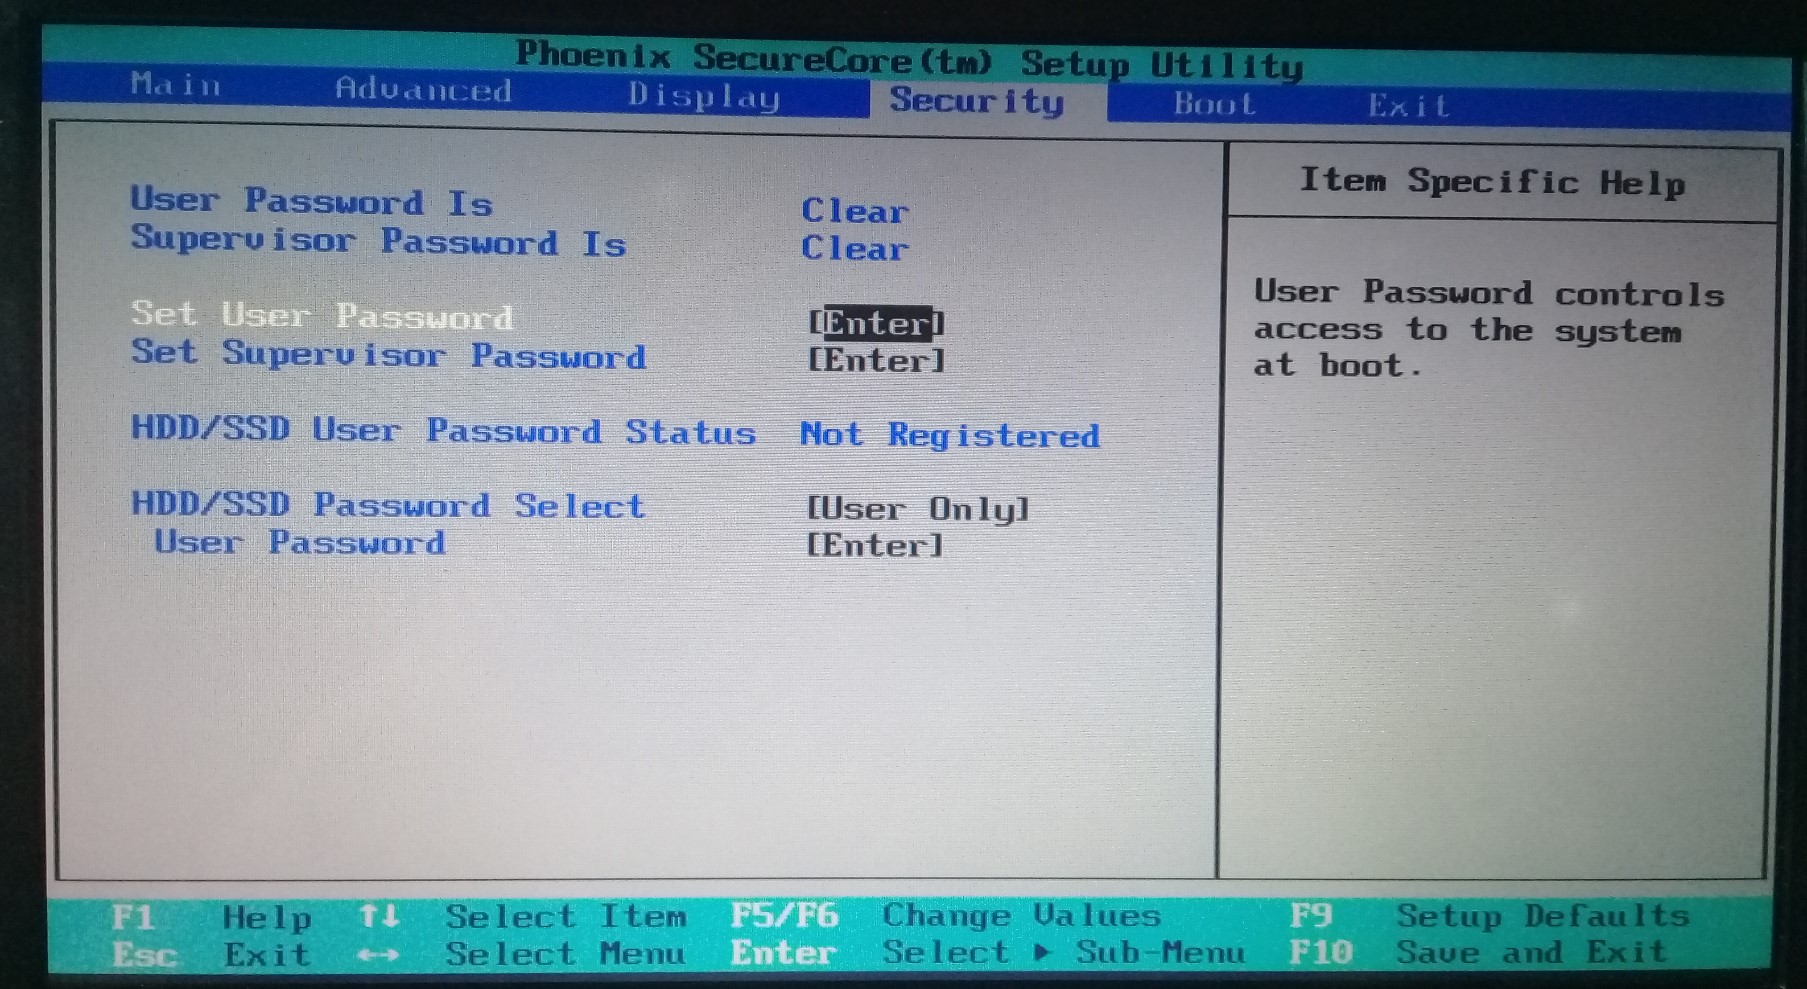 Phoenix SecureCore(tm) Setup Utility
Main Advanced Display Security Boot Exit
Item Specific Help
User Password Is Clear
Supervisor Password Is Clear
Set User Password [Enter]
Set Supervisor Password [Enter]
HDD/SSD User Password Status Not Registered
HDD/SSD Password Select [User Only]
User Password [Enter]
User Password controls
access to the system
at boot.
F1 Help ↑↓ Select Item F5/F6 Change Values F9 Setup Defaults
Esc Exit ↔ Select Menu Enter Select ▶ Sub-Menu F10 Save and Exit